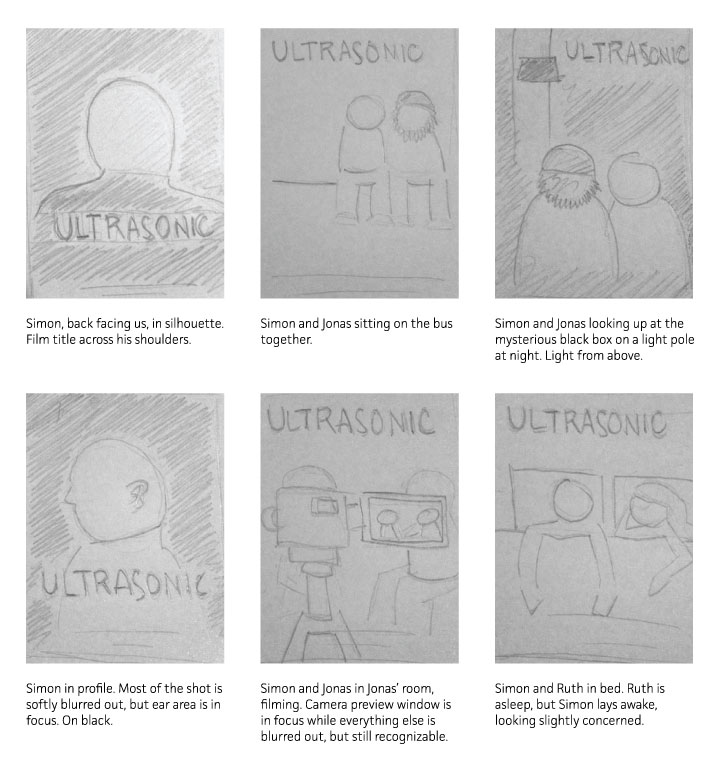 ULTRASONIC
ULTRASONIC
ULTRASONIC
Simon, back facing us, in silhouette.
Film title across his shoulders.
Simon and Jonas sitting on the bus
together.
Simon and Jonas looking up at the
mysterious black box on a light pole
at night. Light from above.
ULTRASONIC
ULTRASONIC
ULTRASONIC
Simon in profile. Most of the shot is
softly blurred out, but ear area is in
focus. On black.
Simon and Jonas in Jonas' room,
filming. Camera preview window is
in focus while everything else is
blurred out, but still recognizable.
Simon and Ruth in bed. Ruth is
asleep, but Simon lays awake,
looking slightly concerned.